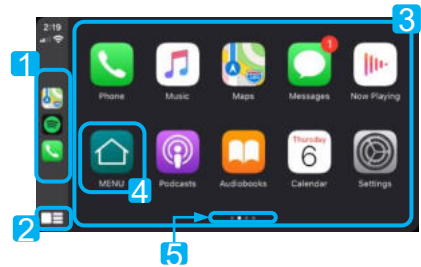 2:19
1
3
1
Phone
Music
Maps
Messages
Now Playing
Thursday
6
MENU
4
Podcasts
Audiobooks
Calendar
Settings
2
5